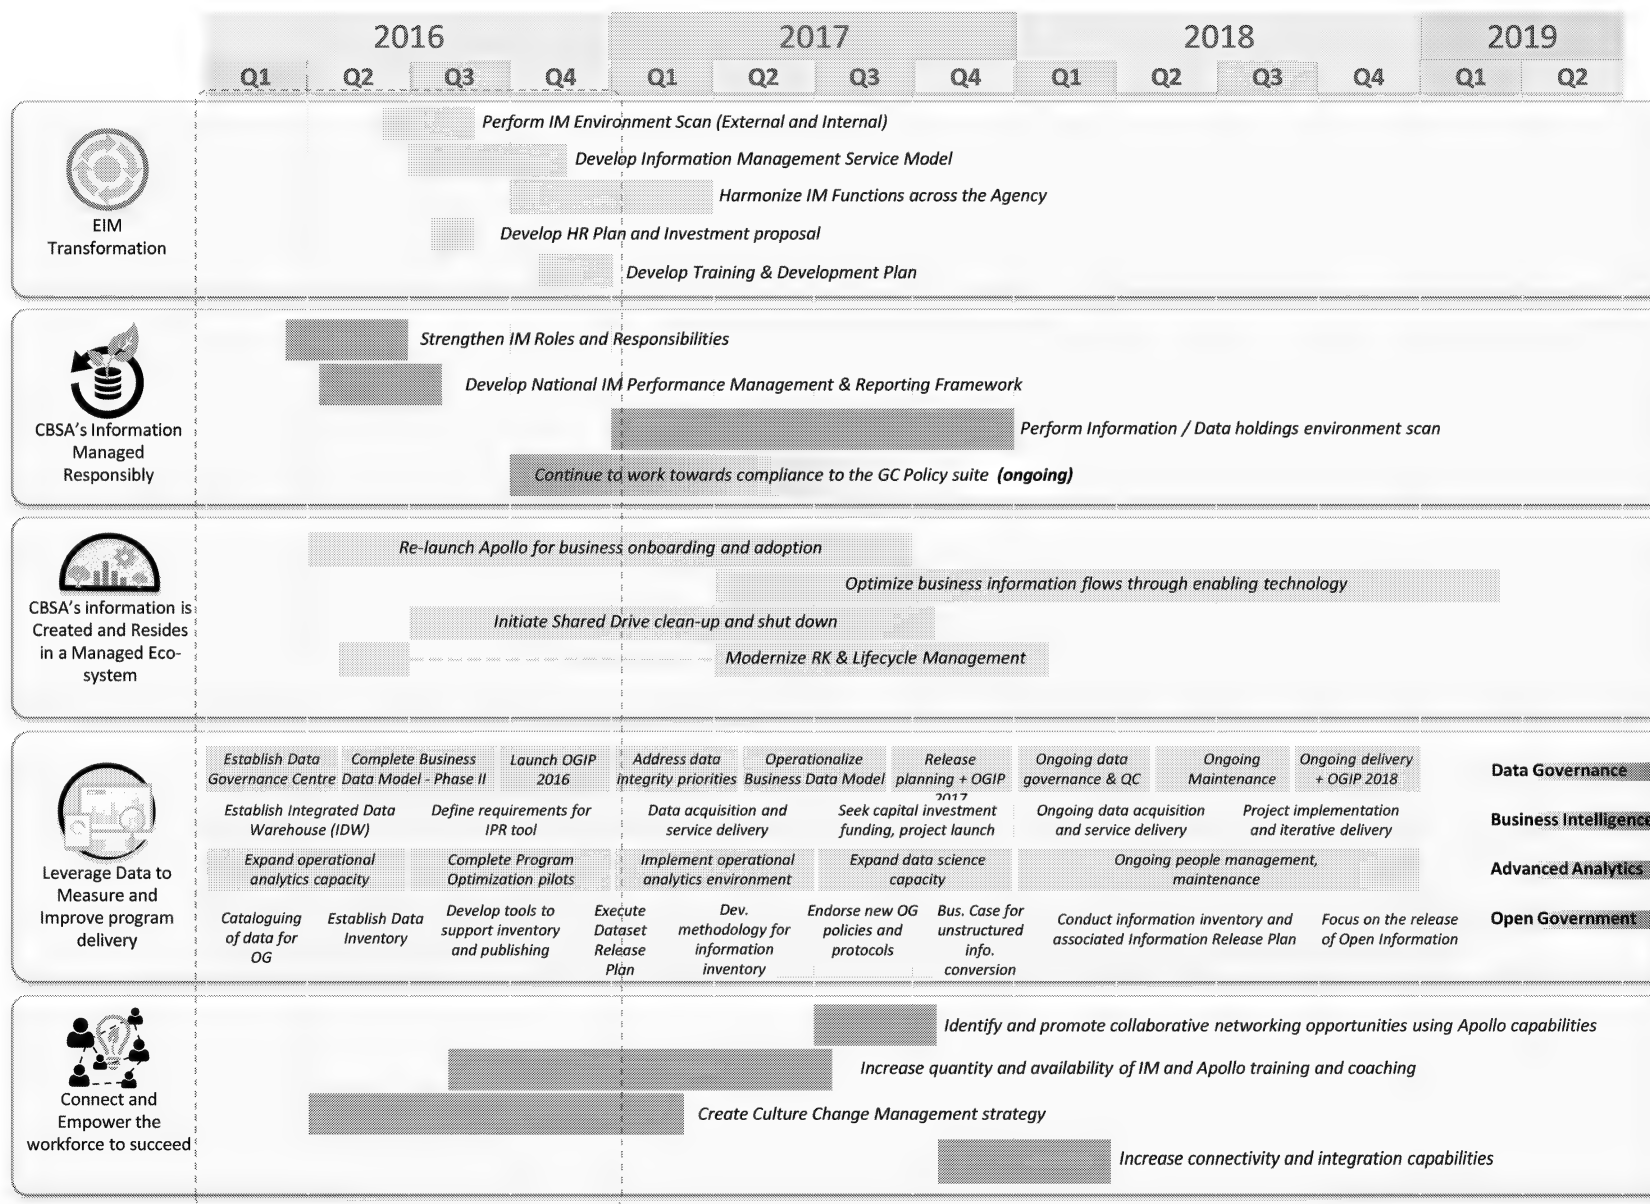 2016 2017 2018 2019
Q1 Q2 Q3 Q4 Q1 Q2 Q3 Q4 Q1 Q2 Q3 Q4 Q1 Q2
EIM
Transformation
Perform IM Environment Scan (External and Internal)
Develop Information Management Service Model
Harmonize IM Functions across the Agency
Develop HR Plan and Investment proposal
Develop Training & Development Plan
CBSA's Information
Managed
Responsibly
Strengthen IM Roles and Responsibilities
Develop National IM Performance Management & Reporting Framework
Perform Information / Data holdings environment scan
Continue to work towards compliance to the GC Policy suite (ongoing)
CBSA's information is
Created and Resides
in a Managed Eco-
system
Re-launch Apollo for business onboarding and adoption
Optimize business information flows through enabling technology
Initiate Shared Drive clean-up and shut down
Modernize RK & Lifecycle Management
Leverage Data to
Measure and
Improve program
delivery
Establish Data
Governance Centre
Complete Business
Data Model - Phase II
Launch OGIP
2016
Address data
integrity priorities
Operationalize
Business Data Model
Release
planning + OGIP
2017
Ongoing data
governance & QC
Ongoing
Maintenance
Ongoing delivery
+ OGIP 2018
Data Governance
Establish Integrated Data
Warehouse (IDW)
Define requirements for
IPR tool
Data acquisition and
service delivery
Seek capital investment
funding, project launch
Ongoing data acquisition
and service delivery
Project implementation
and iterative delivery
Business Intelligence
Expand operational
analytics capacity
Complete Program
Optimization pilots
Implement operational
analytics environment
Expand data science
capacity
Ongoing people management,
maintenance
Advanced Analytics
Cataloguing
of data for
OG
Establish Data
Inventory
Develop tools to
support inventory
and publishing
Execute
Dataset
Release
Plan
Dev.
methodology for
information
inventory
Endorse new OG
policies and
protocols
Bus. Case for
unstructured
info.
conversion
Conduct information inventory and
associated Information Release Plan
Focus on the release
of Open Information
Open Government
Connect and
Empower the
workforce to succeed
Identify and promote collaborative networking opportunities using Apollo capabilities
Increase quantity and availability of IM and Apollo training and coaching
Create Culture Change Management strategy
Increase connectivity and integration capabilities